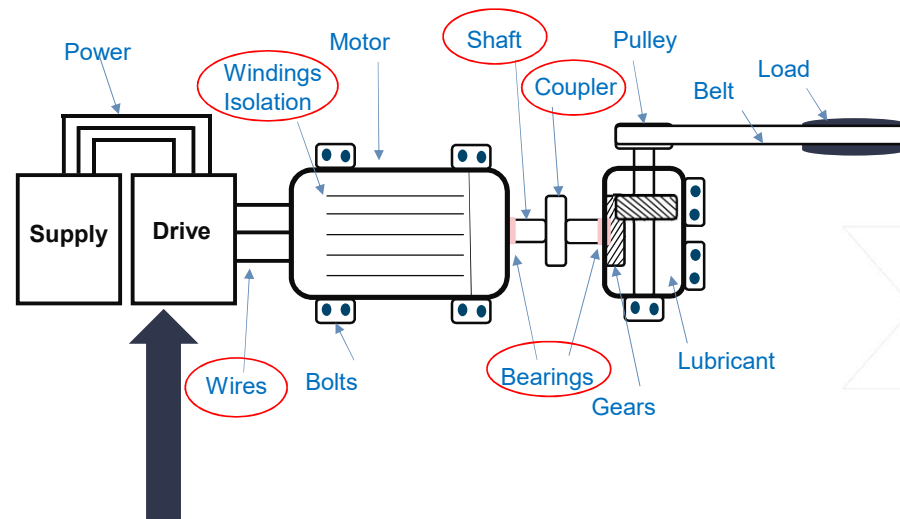 Power
Motor
Shaft
Pulley
Windings
Isolation
Coupler
Load
Belt
Supply
Drive
Wires
Bolts
Bearings
Lubricant
Gears